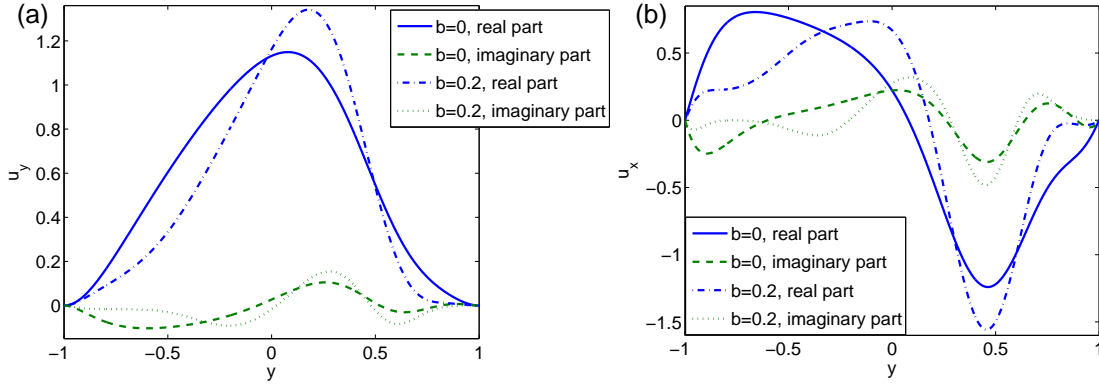 (a)
1.2
1
0.8
0.6
0.4
0.2
0
u_y
−1
−0.5
0
0.5
1
y
b=0, real part
b=0, imaginary part
b=0.2, real part
b=0.2, imaginary part
(b)
0.5
0
−0.5
−1
−1.5
u_x
−1
−0.5
0
0.5
1
y
b=0, real part
b=0, imaginary part
b=0.2, real part
b=0.2, imaginary part